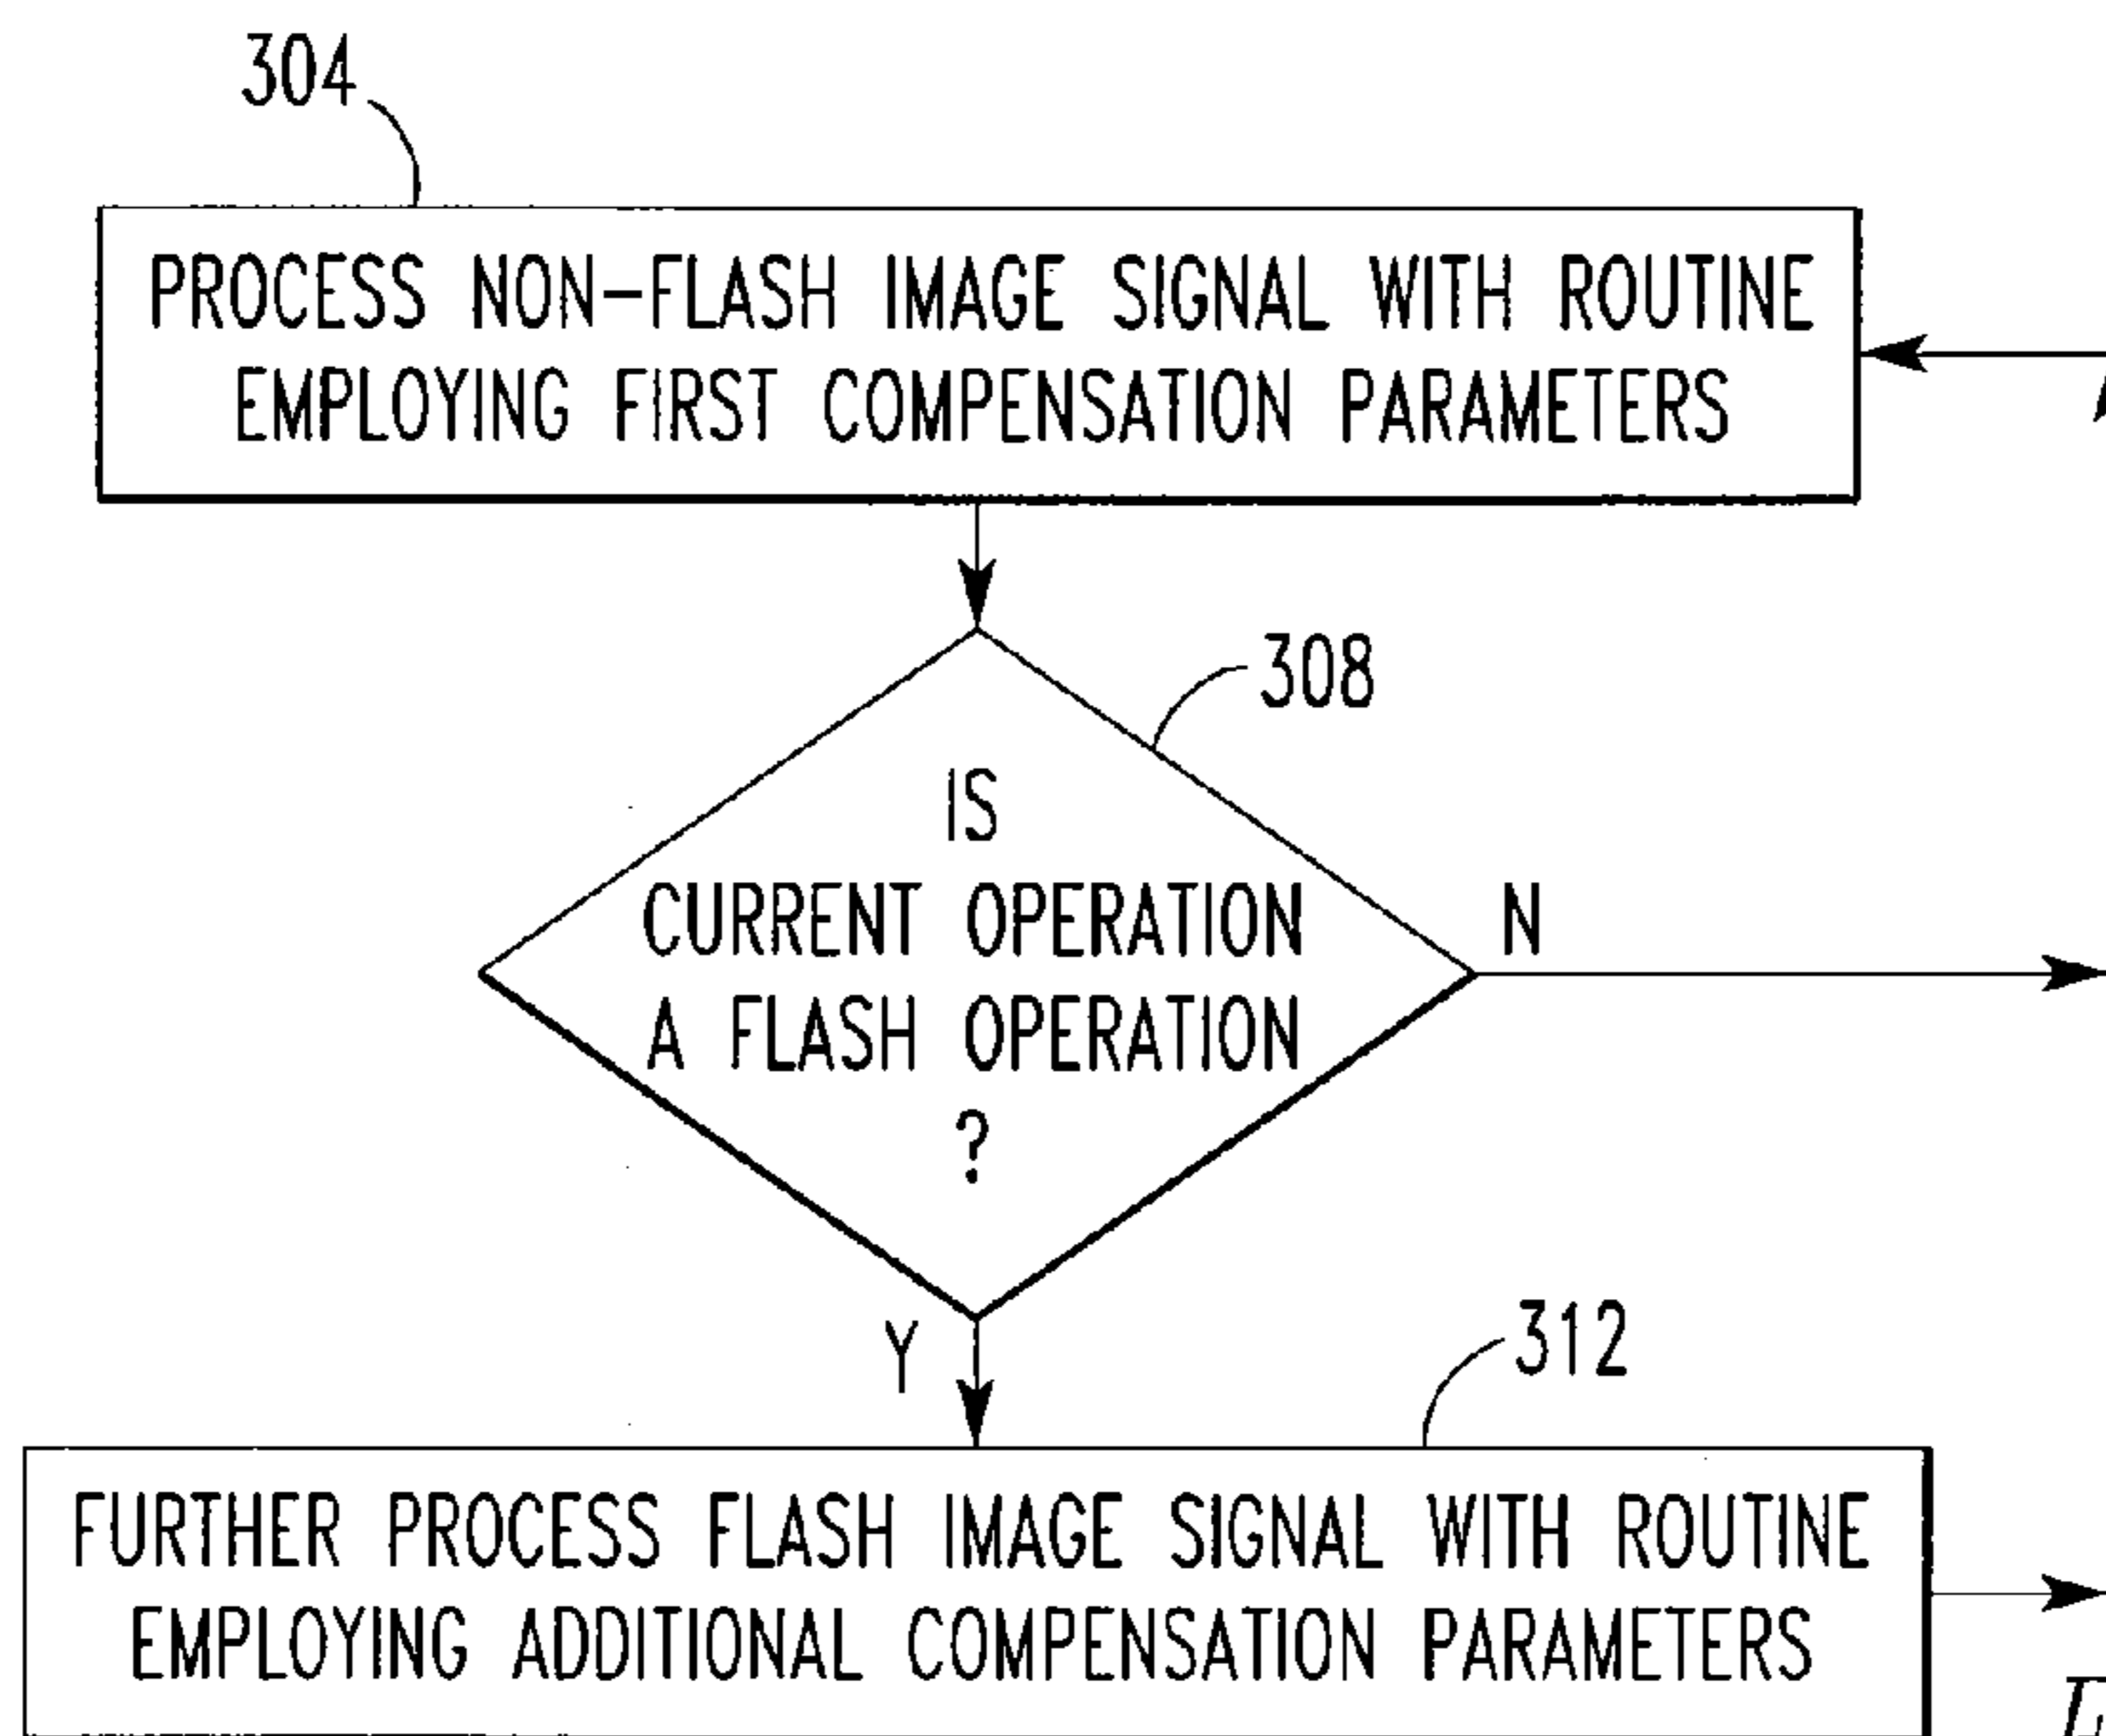 304
PROCESS NON-FLASH IMAGE SIGNAL WITH ROUTINE
EMPLOYING FIRST COMPENSATION PARAMETERS
308
IS
CURRENT OPERATION
A FLASH OPERATION
?
N
Y
312
FURTHER PROCESS FLASH IMAGE SIGNAL WITH ROUTINE
EMPLOYING ADDITIONAL COMPENSATION PARAMETERS